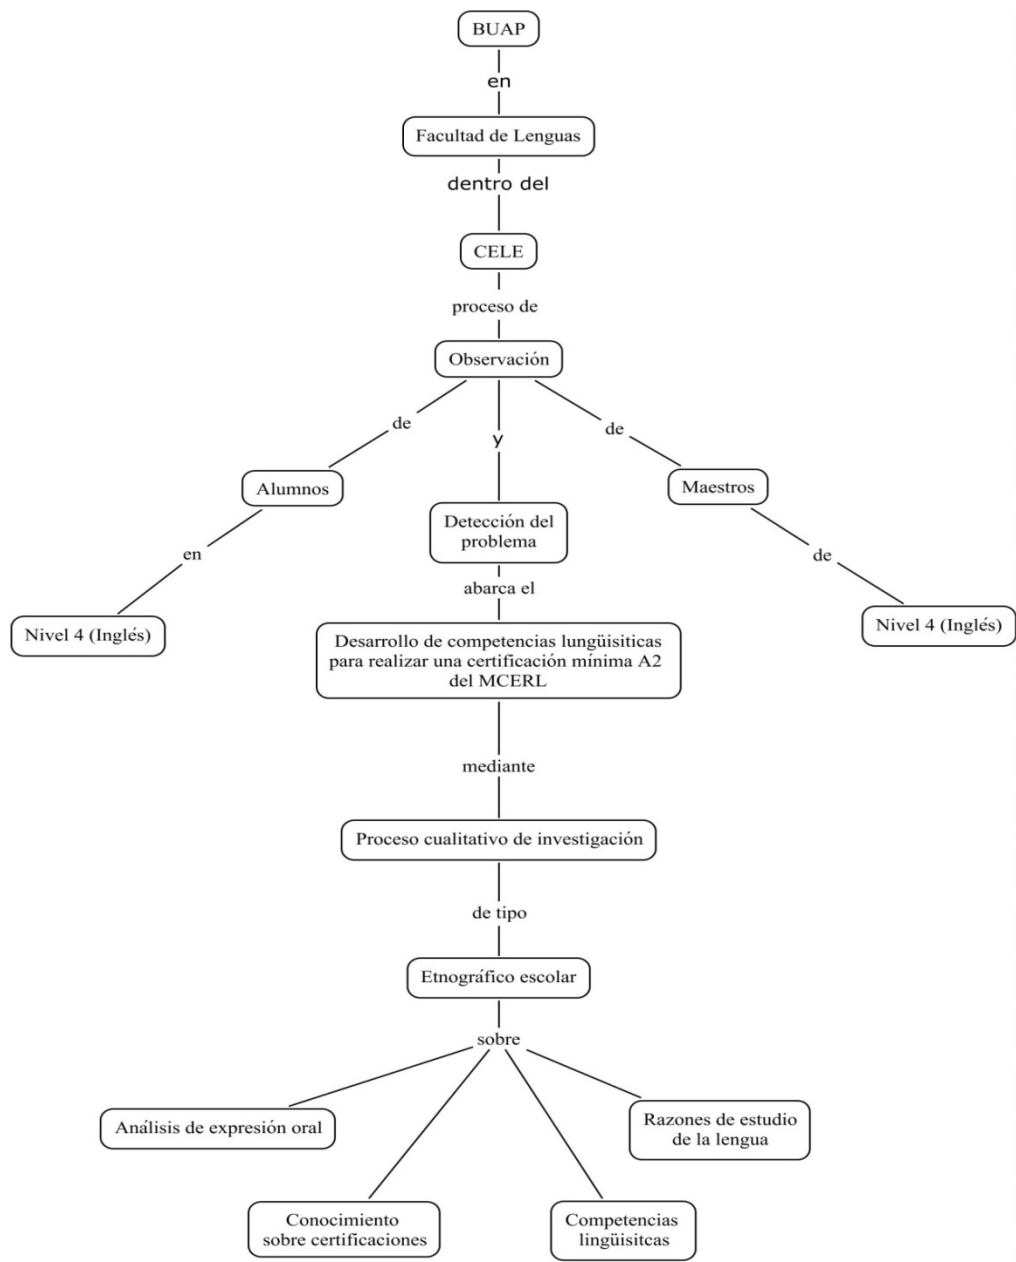 BUAP
en
Facultad de Lenguas
dentro del
CELE
proceso de
Observación
de
y
de
Alumnos
Maestros
Detección del
problema
en
de
abarca el
Nivel 4 (Inglés)
Nivel 4 (Inglés)
Desarrollo de competencias lungüisiticas
para realizar una certificación mínima A2
del MCERL
mediante
Proceso cualitativo de investigación
de tipo
Etnográfico escolar
sobre
Análisis de expresión oral
Razones de estudio
de la lengua
Conocimiento
sobre certificaciones
Competencias
lingüisitcas